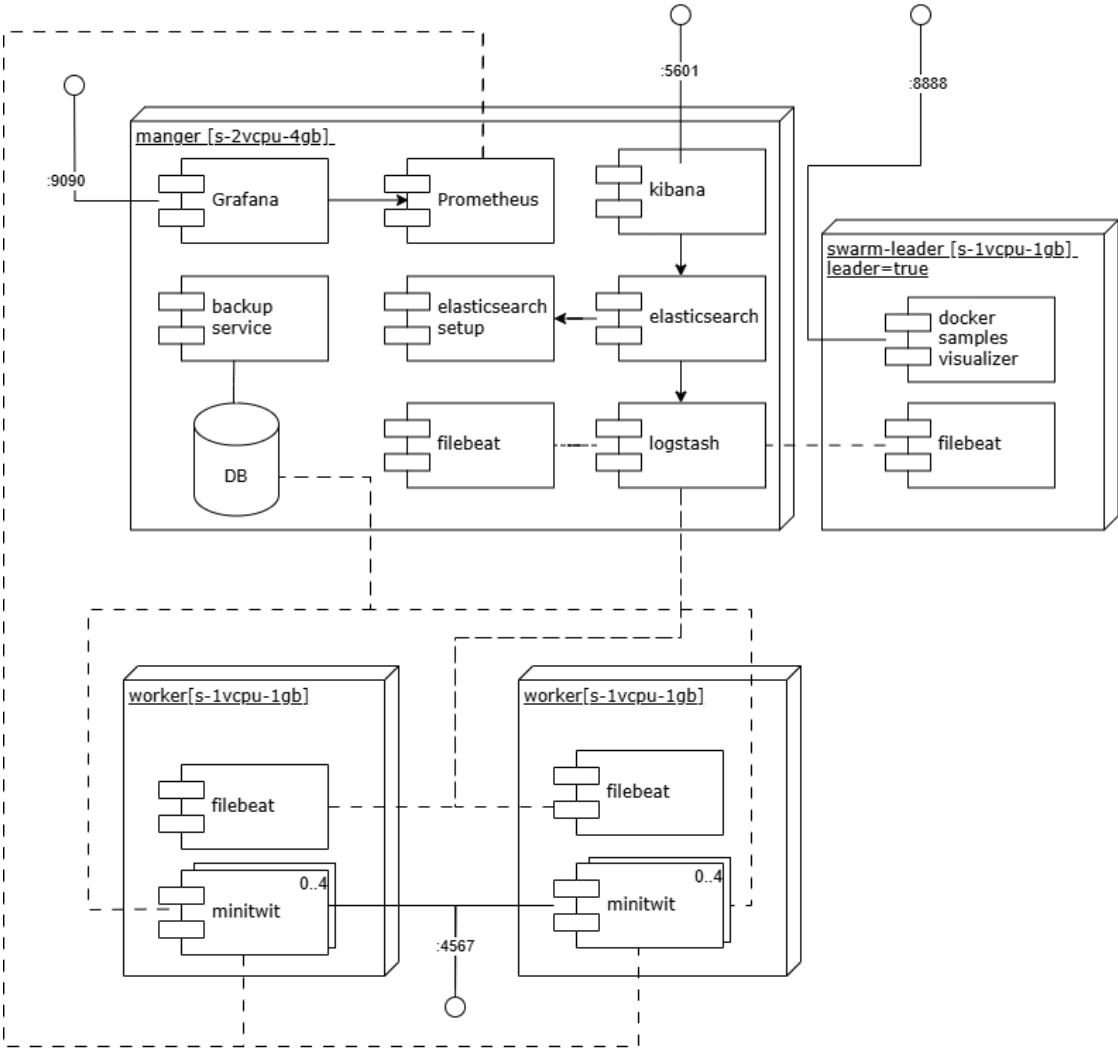 :5601
:8888
manger [s-2vcpu-4gb]
:9090
Grafana
Prometheus
kibana
swarm-leader [s-1vcpu-1gb]
leader=true
backup
service
elasticsearch
setup
elasticsearch
docker
samples
visualizer
filebeat
logstash
filebeat
DB
worker[s-1vcpu-1gb]
worker[s-1vcpu-1gb]
filebeat
filebeat
0..4
minitwit
0..4
minitwit
:4567